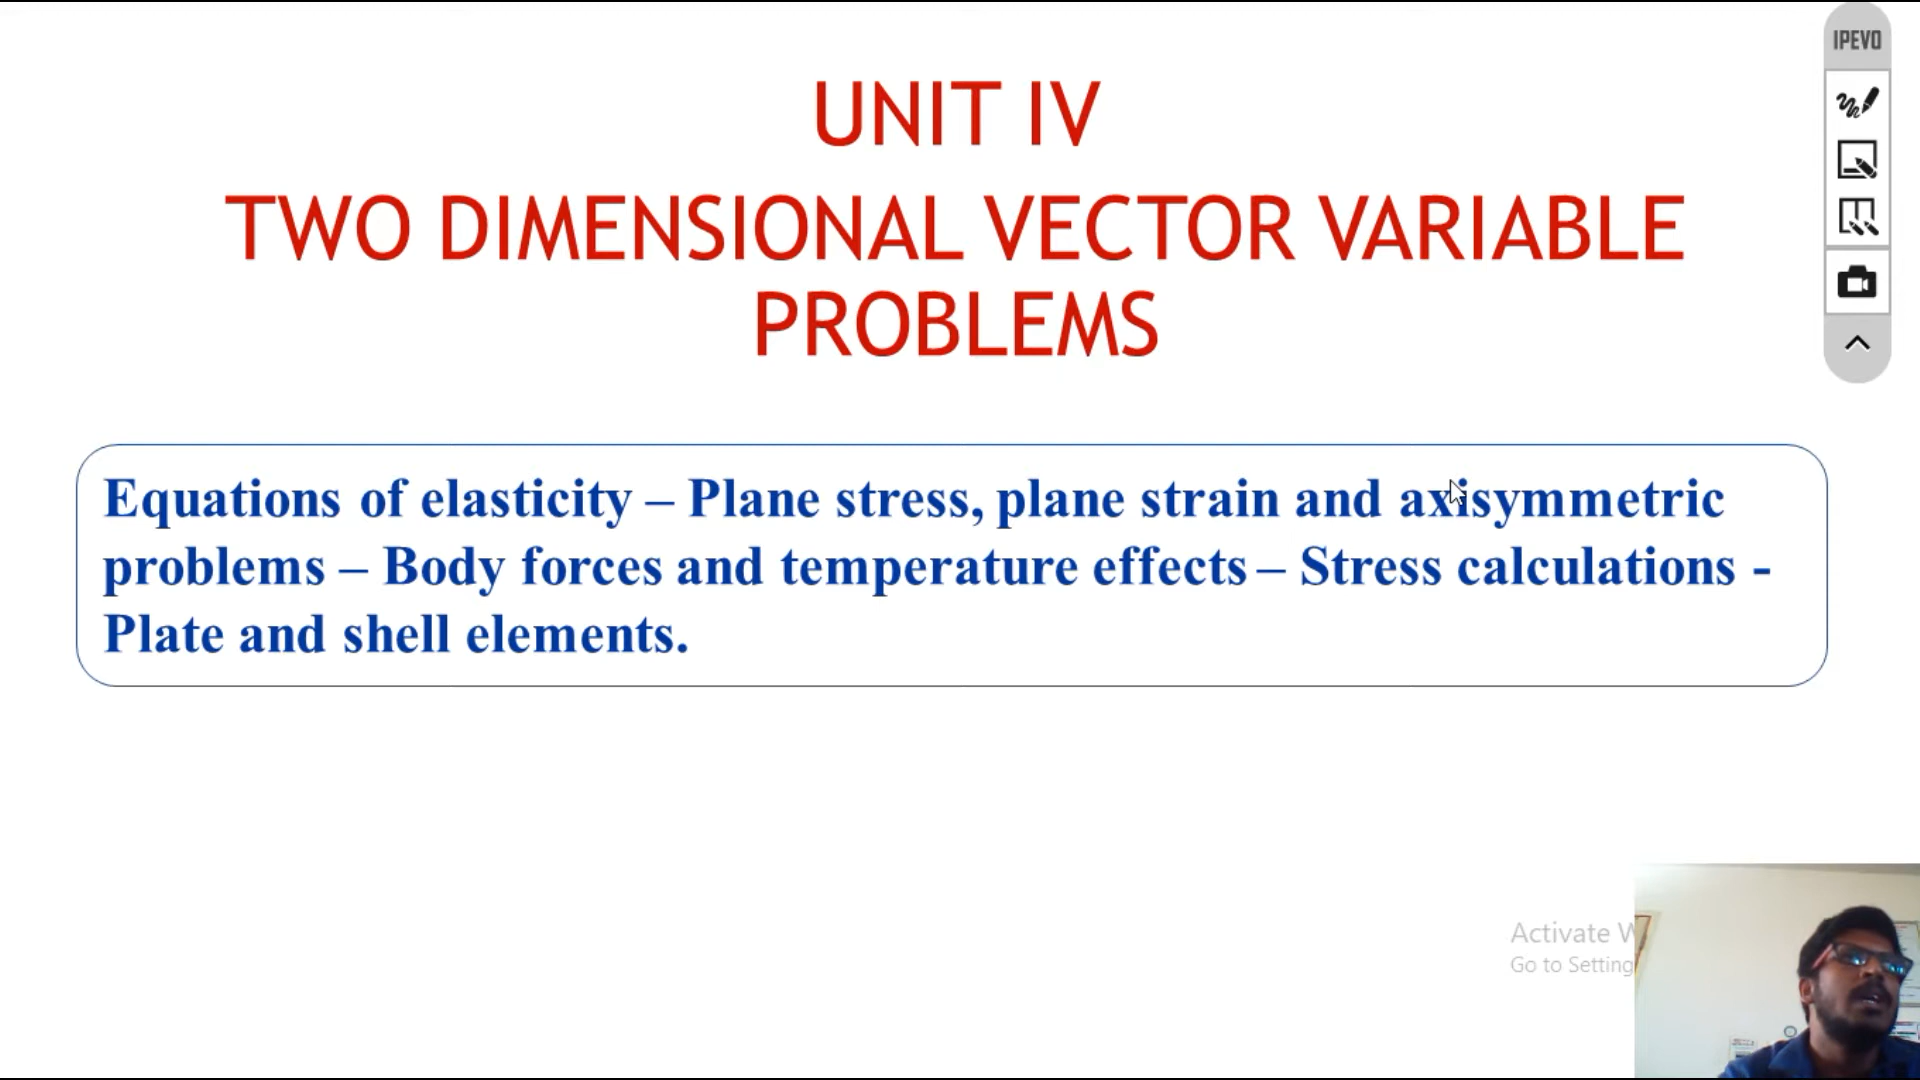 IPEVO
UNIT IV
TWO DIMENSIONAL VECTOR VARIABLE
PROBLEMS
Equations of elasticity – Plane stress, plane strain and axisymmetric
problems – Body forces and temperature effects – Stress calculations -
Plate and shell elements.
Activate W
Go to Setting